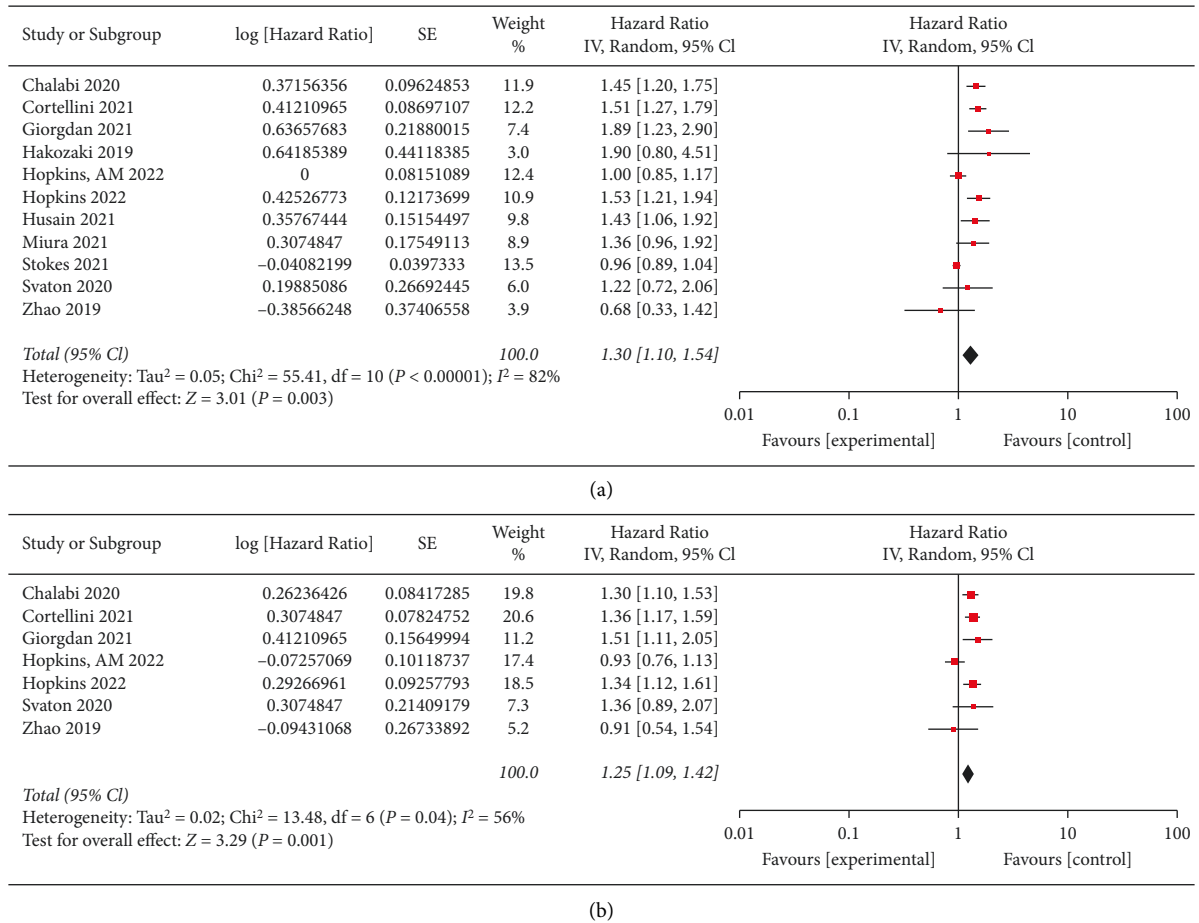 Study or Subgroup log [Hazard Ratio] SE Weight % Hazard Ratio IV, Random, 95% Cl Hazard Ratio IV, Random, 95% Cl
Chalabi 2020 0.37156356 0.09624853 11.9 1.45 [1.20, 1.75]
Cortellini 2021 0.41210965 0.08697107 12.2 1.51 [1.27, 1.79]
Giorgdan 2021 0.63657683 0.21880015 7.4 1.89 [1.23, 2.90]
Hakozaki 2019 0.64185389 0.44118385 3.0 1.90 [0.80, 4.51]
Hopkins, AM 2022 0 0.08151089 12.4 1.00 [0.85, 1.17]
Hopkins 2022 0.42526773 0.12173699 10.9 1.53 [1.21, 1.94]
Husain 2021 0.35767444 0.15154497 9.8 1.43 [1.06, 1.92]
Miura 2021 0.3074847 0.17549113 8.9 1.36 [0.96, 1.92]
Stokes 2021 –0.04082199 0.0397333 13.5 0.96 [0.89, 1.04]
Svaton 2020 0.19885086 0.26692445 6.0 1.22 [0.72, 2.06]
Zhao 2019 –0.38566248 0.37406558 3.9 0.68 [0.33, 1.42]
Total (95% Cl) 100.0 1.30 [1.10, 1.54]
Heterogeneity: Tau² = 0.05; Chi² = 55.41, df = 10 (P < 0.00001); I² = 82%
Test for overall effect: Z = 3.01 (P = 0.003)
0.01 0.1 1 10 100
Favours [experimental] Favours [control]
(a)
Study or Subgroup log [Hazard Ratio] SE Weight % Hazard Ratio IV, Random, 95% Cl Hazard Ratio IV, Random, 95% Cl
Chalabi 2020 0.26236426 0.08417285 19.8 1.30 [1.10, 1.53]
Cortellini 2021 0.3074847 0.07824752 20.6 1.36 [1.17, 1.59]
Giorgdan 2021 0.41210965 0.15649994 11.2 1.51 [1.11, 2.05]
Hopkins, AM 2022 –0.07257069 0.10118737 17.4 0.93 [0.76, 1.13]
Hopkins 2022 0.29266961 0.09257793 18.5 1.34 [1.12, 1.61]
Svaton 2020 0.3074847 0.21409179 7.3 1.36 [0.89, 2.07]
Zhao 2019 –0.09431068 0.26733892 5.2 0.91 [0.54, 1.54]
100.0 1.25 [1.09, 1.42]
Total (95% Cl)
Heterogeneity: Tau² = 0.02; Chi² = 13.48, df = 6 (P = 0.04); I² = 56%
Test for overall effect: Z = 3.29 (P = 0.001)
0.01 0.1 1 10 100
Favours [experimental] Favours [control]
(b)